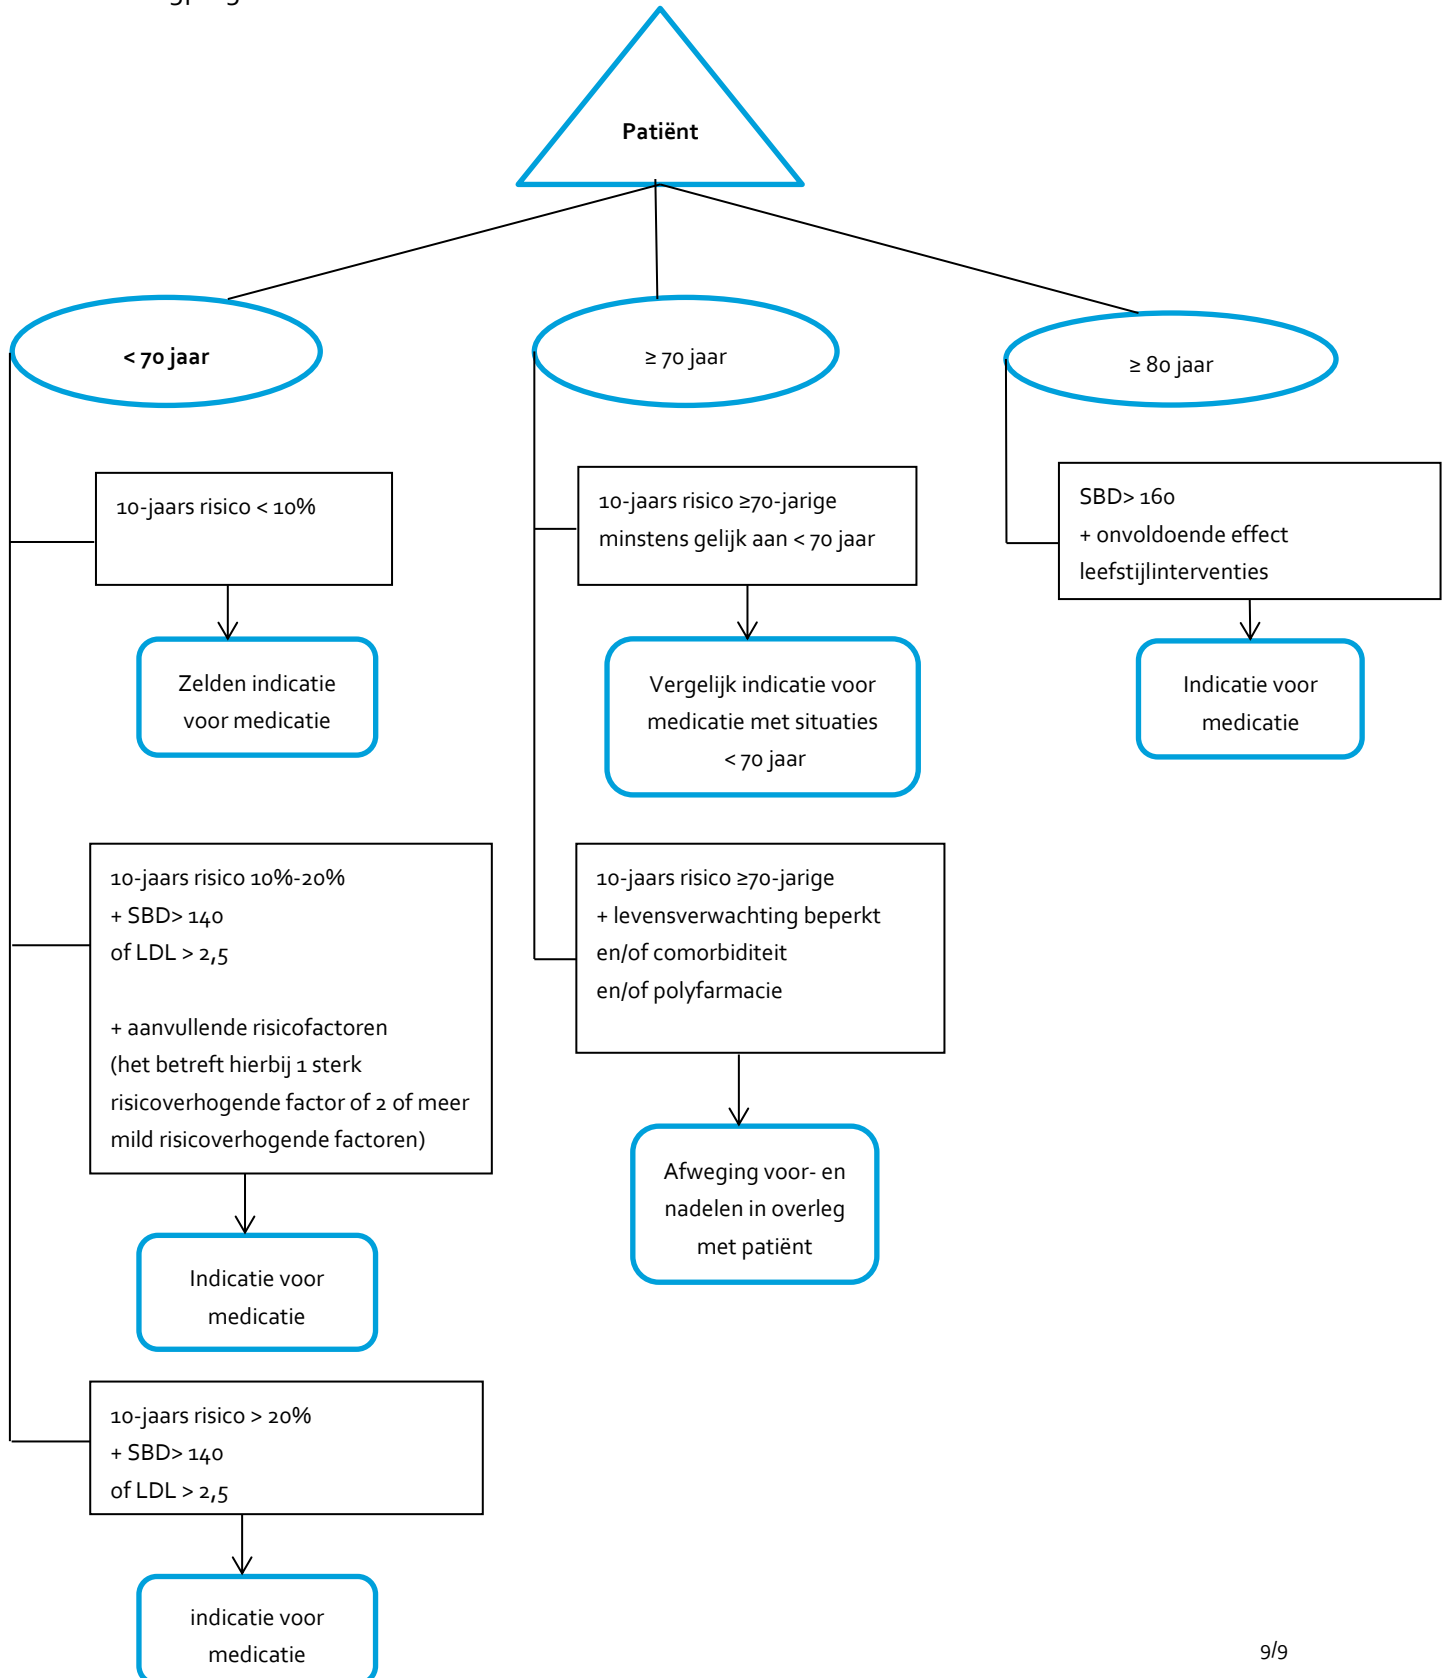 Patiënt
< 70 jaar
≥ 70 jaar
≥ 80 jaar
10-jaars risico < 10%
Zelden indicatie
voor medicatie
10-jaars risico 10%-20%
+ SBD> 140
of LDL > 2,5
+ aanvullende risicofactoren
(het betreft hierbij 1 sterk
risicoverhogende factor of 2 of meer
mild risicoverhogende factoren)
Indicatie voor
medicatie
10-jaars risico > 20%
+ SBD> 140
of LDL > 2,5
indicatie voor
medicatie
10-jaars risico ≥70-jarige
minstens gelijk aan < 70 jaar
Vergelijk indicatie voor
medicatie met situaties
< 70 jaar
10-jaars risico ≥70-jarige
+ levensverwachting beperkt
en/of comorbiditeit
en/of polyfarmacie
Afweging voor- en
nadelen in overleg
met patiënt
SBD> 160
+ onvoldoende effect
leefstijlinterventies
Indicatie voor
medicatie
9/9